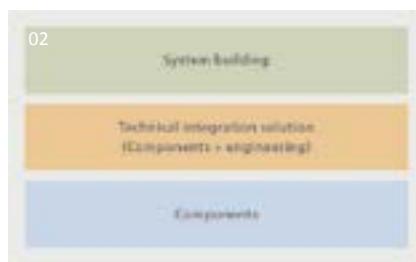 02
System building
Technical integration solution
(Components + engineering)
Components